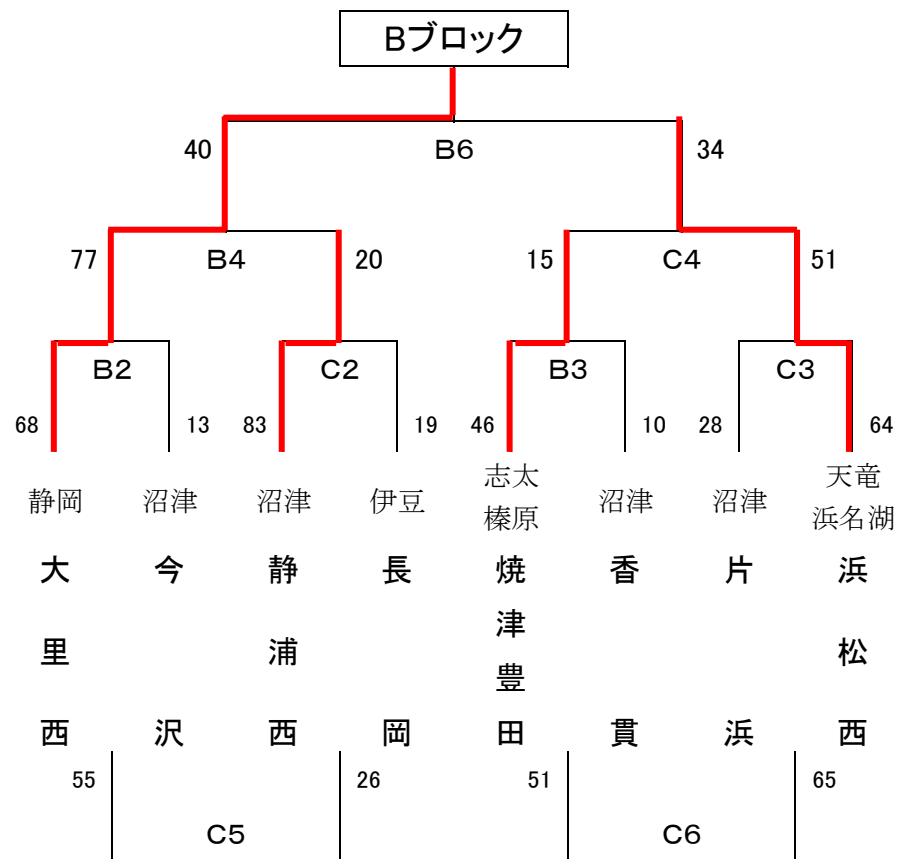 Bブロック
40 B6 34
77 B4 20 15 C4 51
B2 C2 B3 C3
68 13 83 19 46 10 28 64
静岡 沼津 沼津 伊豆 志太榛原 沼津 沼津 天竜浜名湖
大里西 今沢 静浦西 長岡 焼津豊田 香貫 片浜 浜松西
55 26 51 65
C5 C6